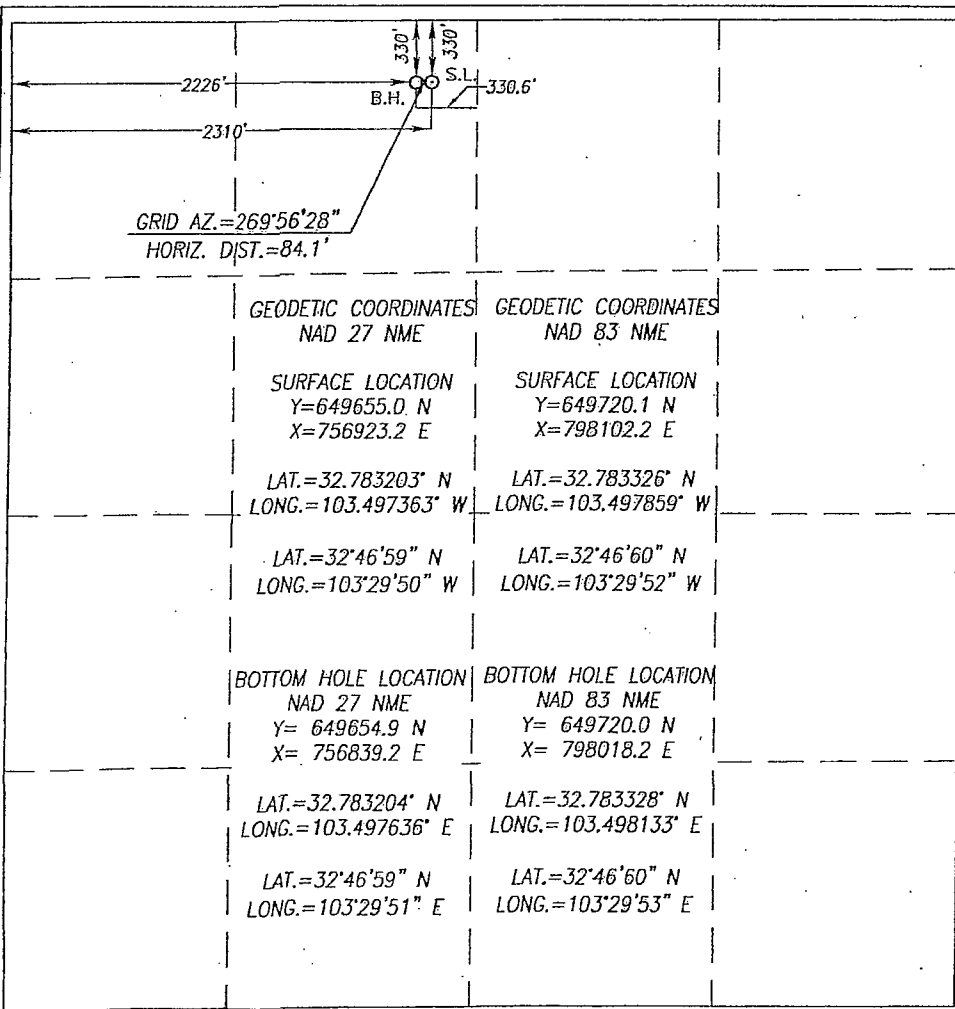 330'
330'
2226'
S.L.
B.H.
330.6'
2310'
GRID AZ.=269°56'28"
HORIZ. DIST.=84.1'
GEODETIC COORDINATES
NAD 27 NME
SURFACE LOCATION
Y=649655.0 N
X=756923.2 E
LAT.=32.783203° N
LONG.=103.497363° W
LAT.=32°46'59" N
LONG.=103°29'50" W
BOTTOM HOLE LOCATION
NAD 27 NME
Y= 649654.9 N
X= 756839.2 E
LAT.=32.783204° N
LONG.=103.497636° E
LAT.=32°46'59" N
LONG.=103°29'51" E
GEODETIC COORDINATES
NAD 83 NME
SURFACE LOCATION
Y=649720.1 N
X=798102.2 E
LAT.=32.783326° N
LONG.=103.497859° W
LAT.=32°46'60" N
LONG.=103°29'52" W
BOTTOM HOLE LOCATION
NAD 83 NME
Y= 649720.0 N
X= 798018.2 E
LAT.=32.783328° N
LONG.=103.498133° E
LAT.=32°46'60" N
LONG.=103°29'53" E